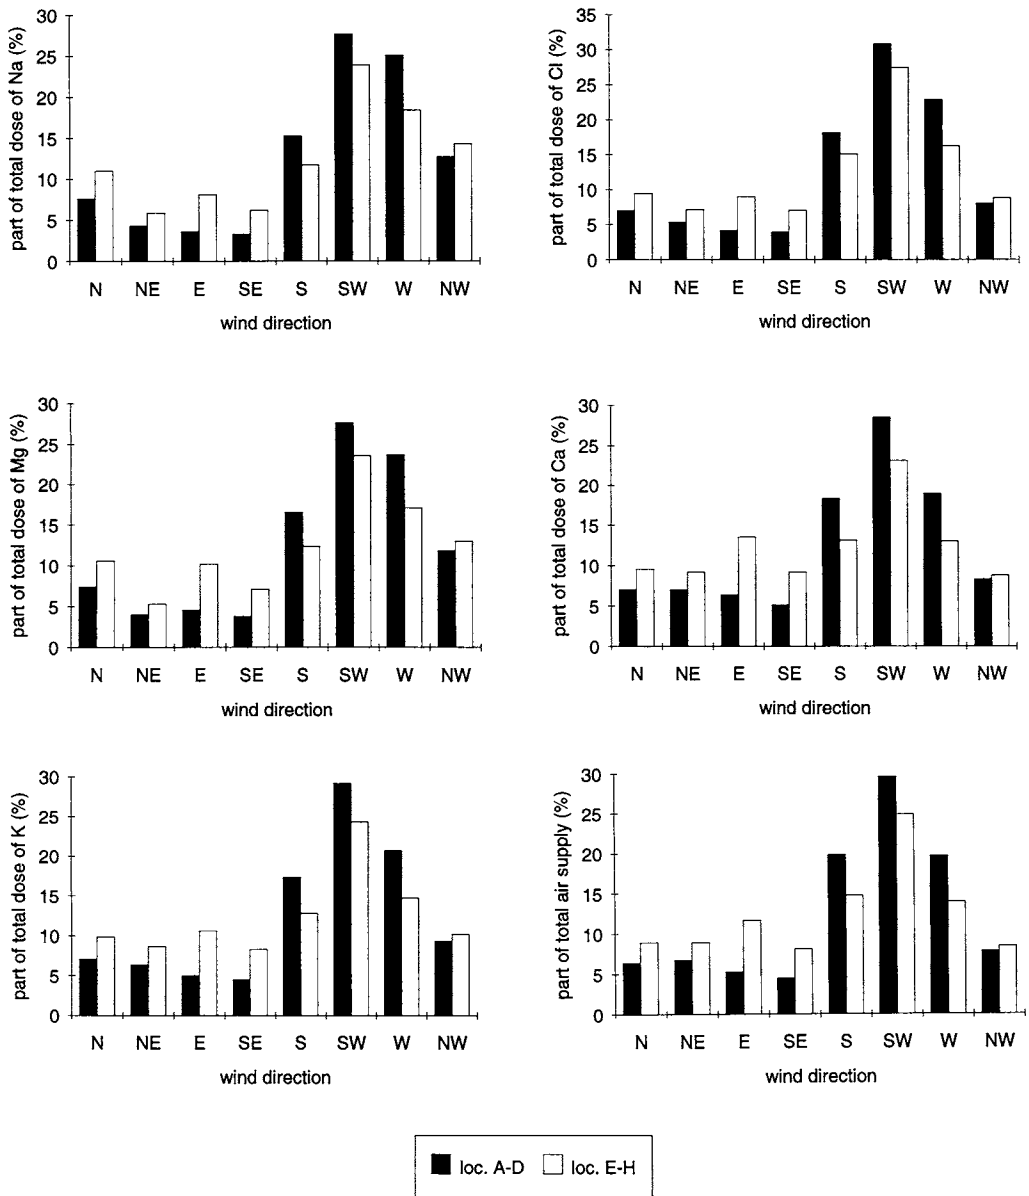 part of total dose of Na (%)
30
25
20
15
10
5
0
N NE E SE S SW W NW
wind direction
part of total dose of Cl (%)
35
30
25
20
15
10
5
0
N NE E SE S SW W NW
wind direction
part of total dose of Mg (%)
30
25
20
15
10
5
0
N NE E SE S SW W NW
wind direction
part of total dose of Ca (%)
30
25
20
15
10
5
0
N NE E SE S SW W NW
wind direction
part of total dose of K (%)
30
25
20
15
10
5
0
N NE E SE S SW W NW
wind direction
part of total air supply (%)
30
25
20
15
10
5
0
N NE E SE S SW W NW
wind direction
loc. A-D loc. E-H